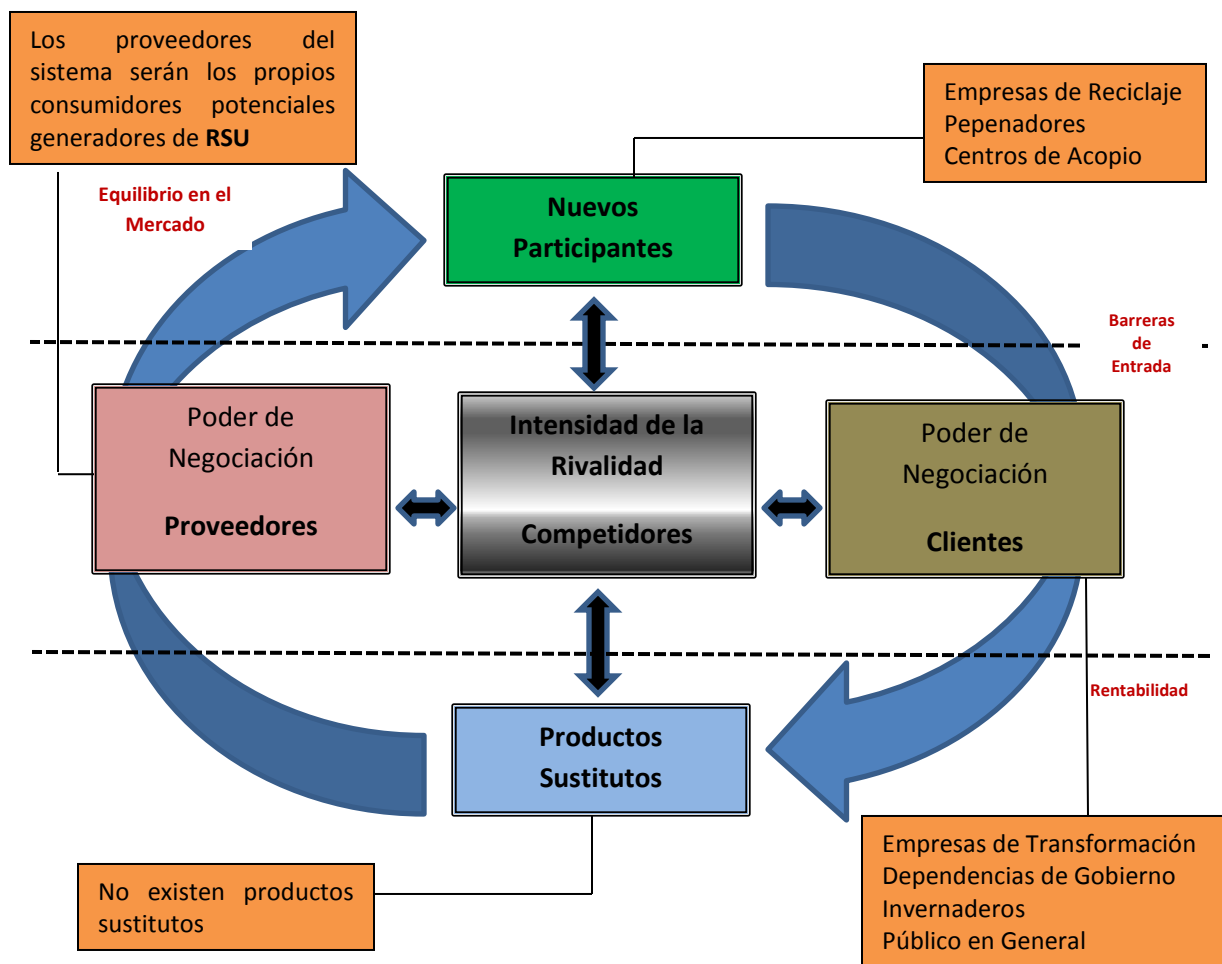 Los proveedores del
sistema serán los propios
consumidores potenciales
generadores de RSU
Empresas de Reciclaje
Pepenadores
Centros de Acopio
Equilibrio en el
Mercado
Nuevos
Participantes
Barreras
de
Entrada
Poder de
Negociación
Proveedores
Intensidad de la
Rivalidad
Competidores
Poder de
Negociación
Clientes
Rentabilidad
Productos
Sustitutos
No existen productos
sustitutos
Empresas de Transformación
Dependencias de Gobierno
Invernaderos
Público en General